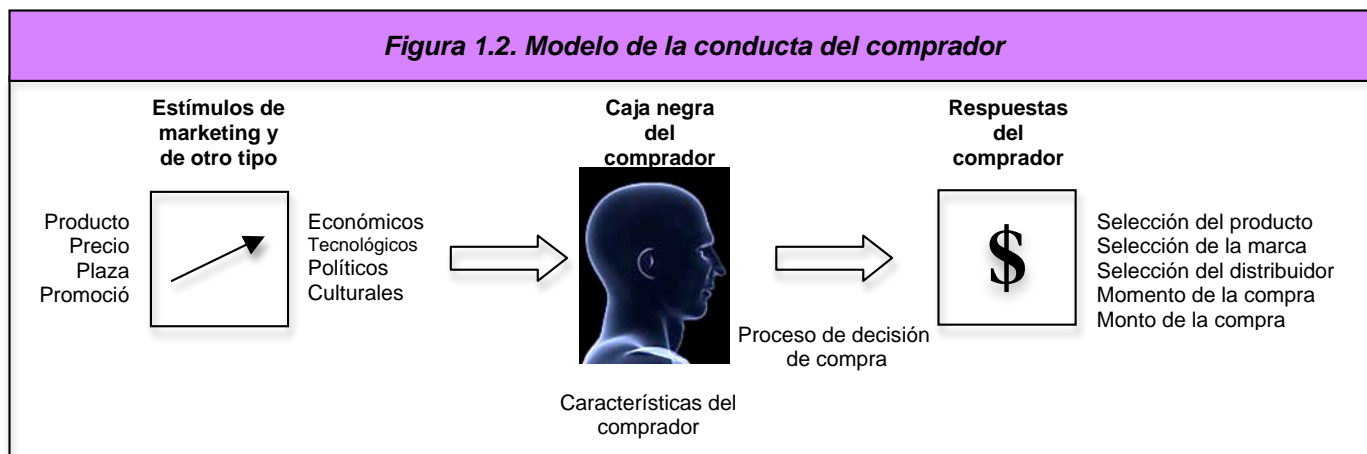 Figura 1.2. Modelo de la conducta del comprador
Estímulos de
marketing y
de otro tipo
Producto
Precio
Plaza
Promoció
Económicos
Tecnológicos
Políticos
Culturales
Caja negra
del
comprador
Características del
comprador
Proceso de decisión
de compra
Respuestas
del
comprador
$
Selección del producto
Selección de la marca
Selección del distribuidor
Momento de la compra
Monto de la compra